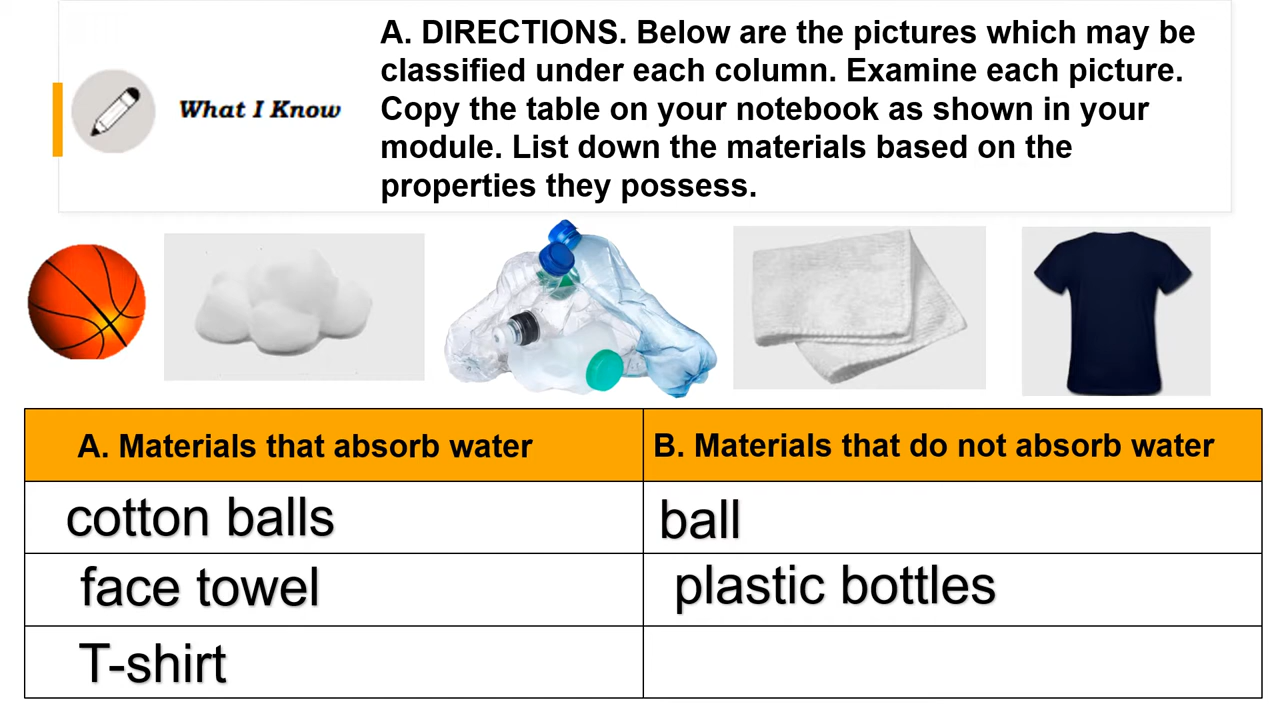 A. DIRECTIONS. Below are the pictures which may be
classified under each column. Examine each picture.
What I Know
Copy the table on your notebook as shown in your
module. List down the materials based on the
properties they possess.
A. Materials that absorb water
B. Materials that do not absorb water
cotton balls
ball
face towel
plastic bottles
T-shirt